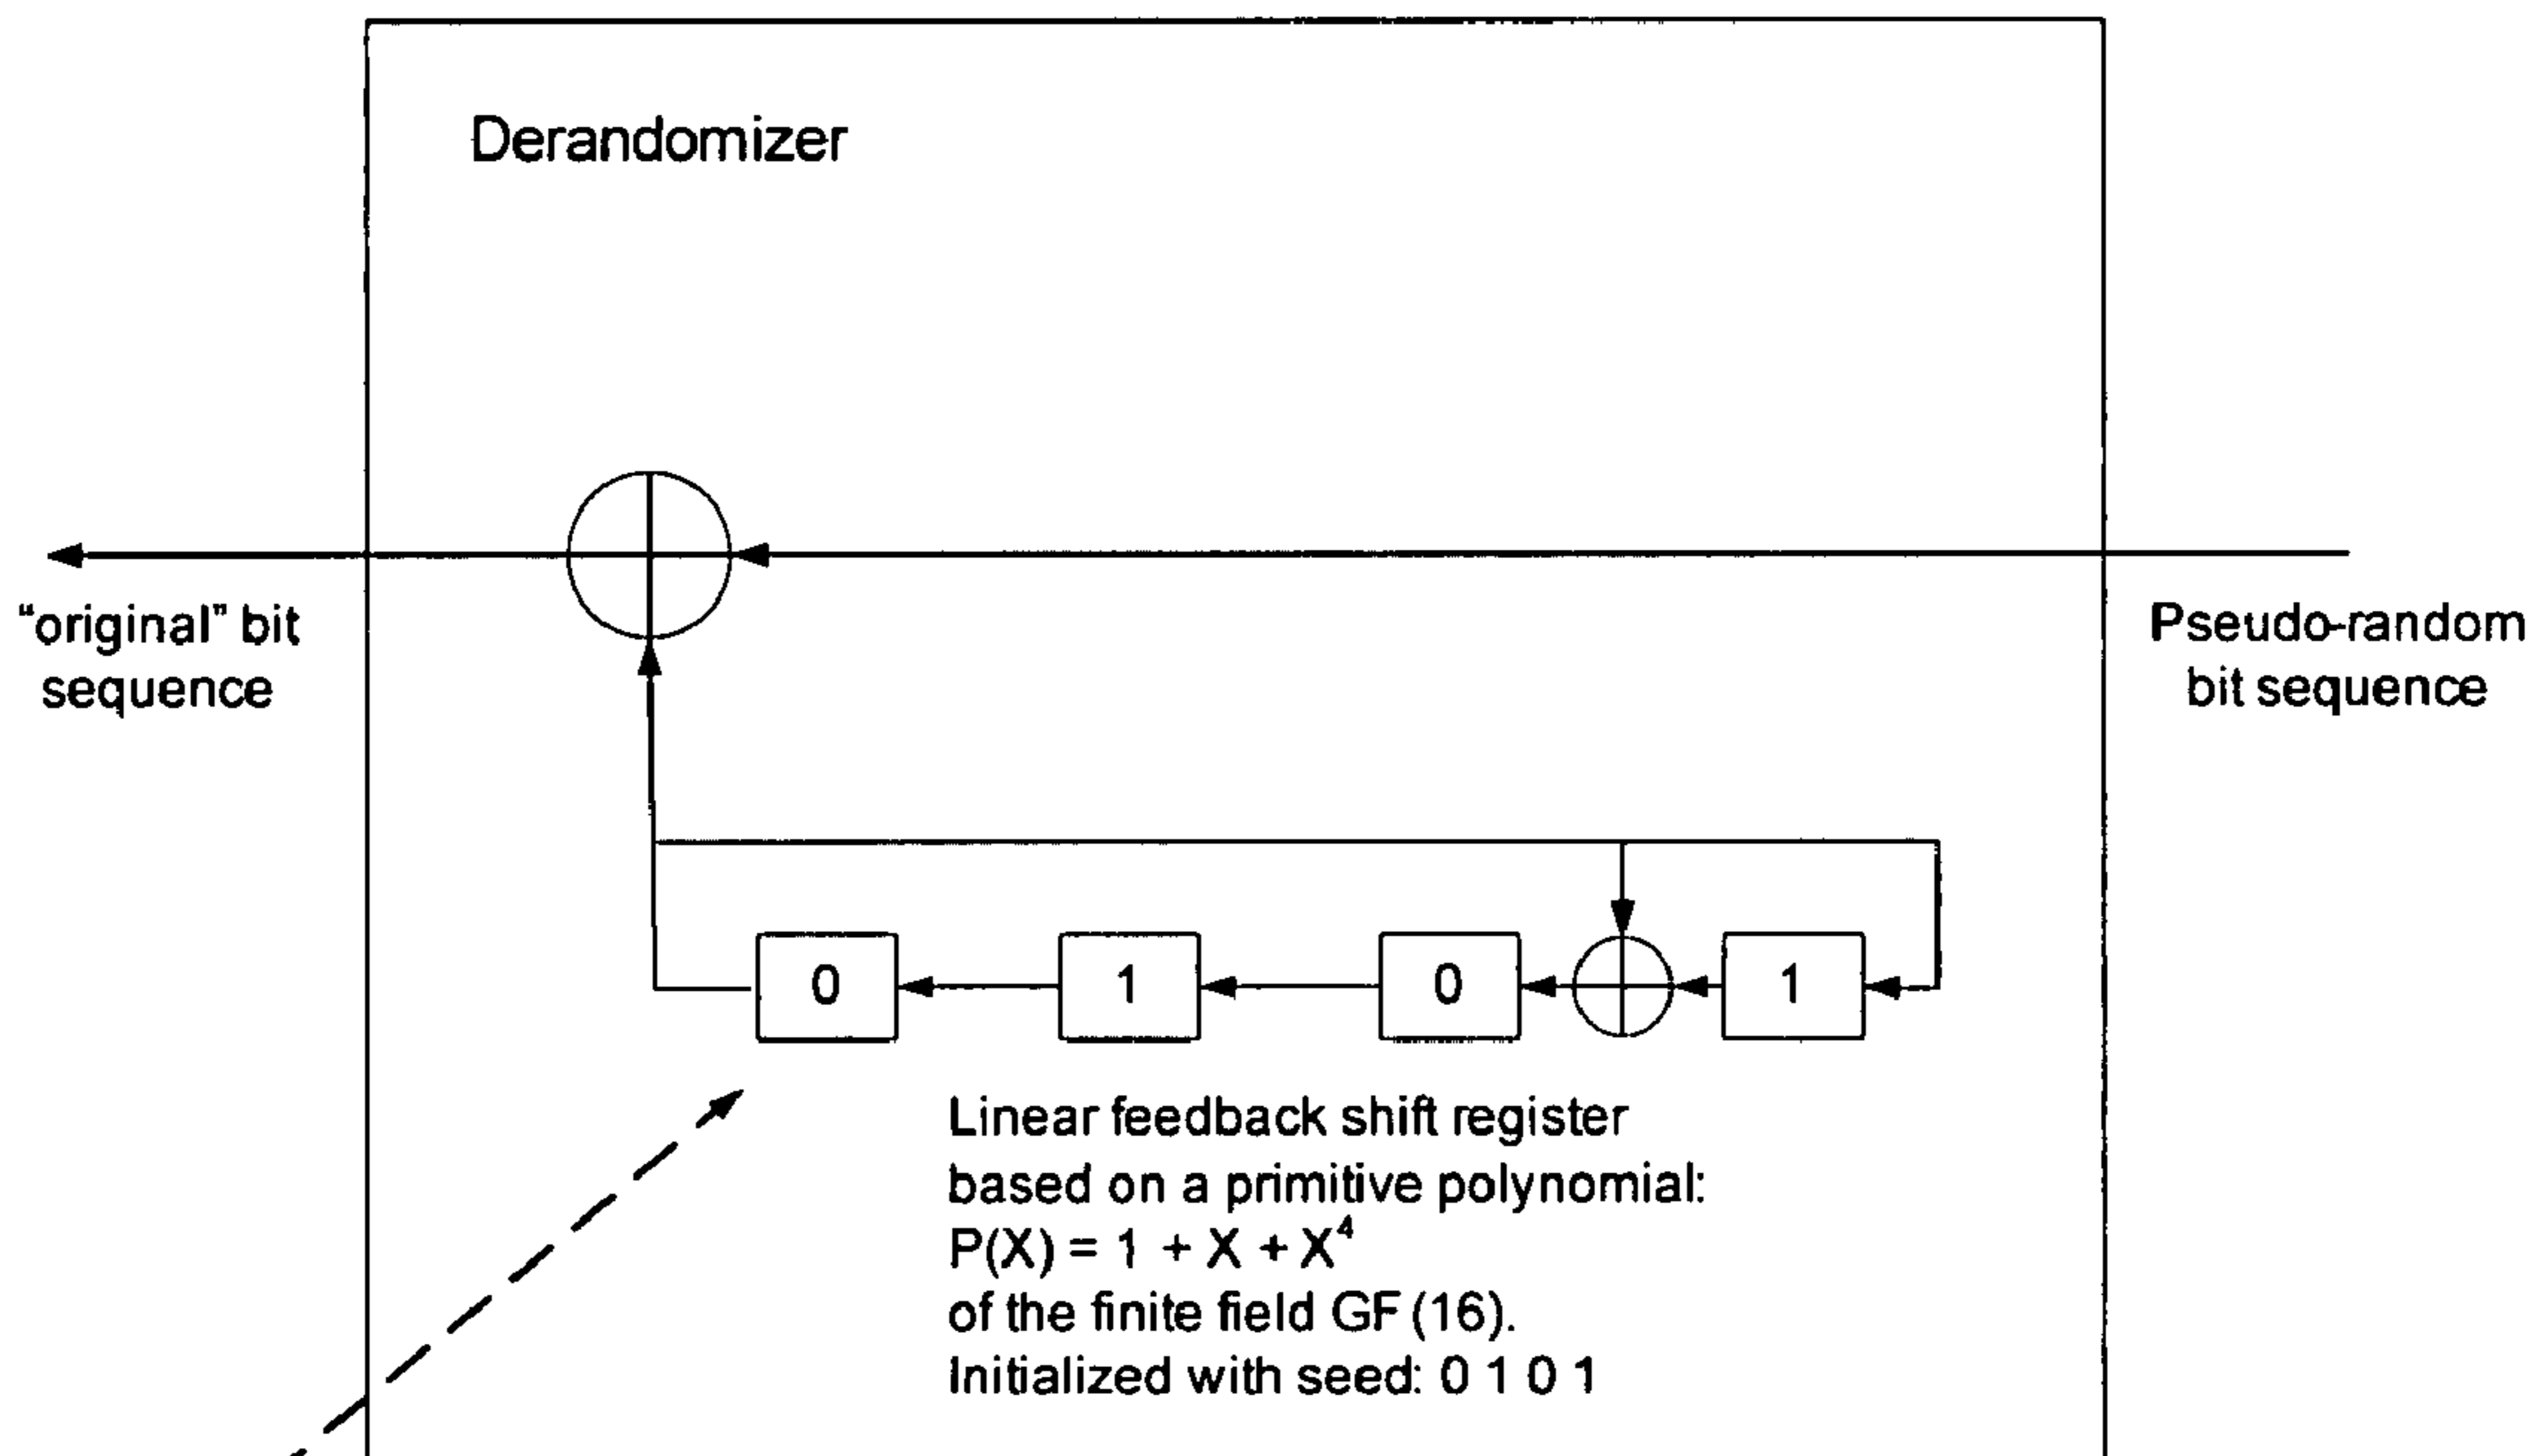 Derandomizer
“original” bit
sequence
Pseudo-random
bit sequence
0 1 0 1
Linear feedback shift register
based on a primitive polynomial:
P(X) = 1 + X + X⁴
of the finite field GF (16).
Initialized with seed: 0 1 0 1